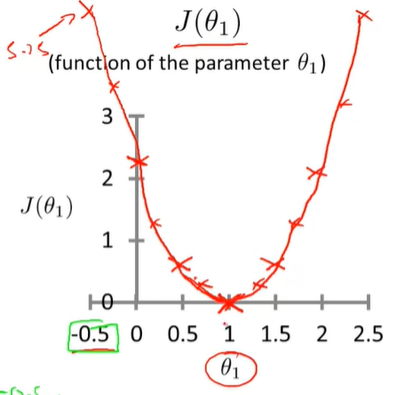 J(θ₁)
5.25
(function of the parameter θ₁)
3
2
J(θ₁)
1
0
-0.5 0 0.5 1 1.5 2 2.5
θ₁